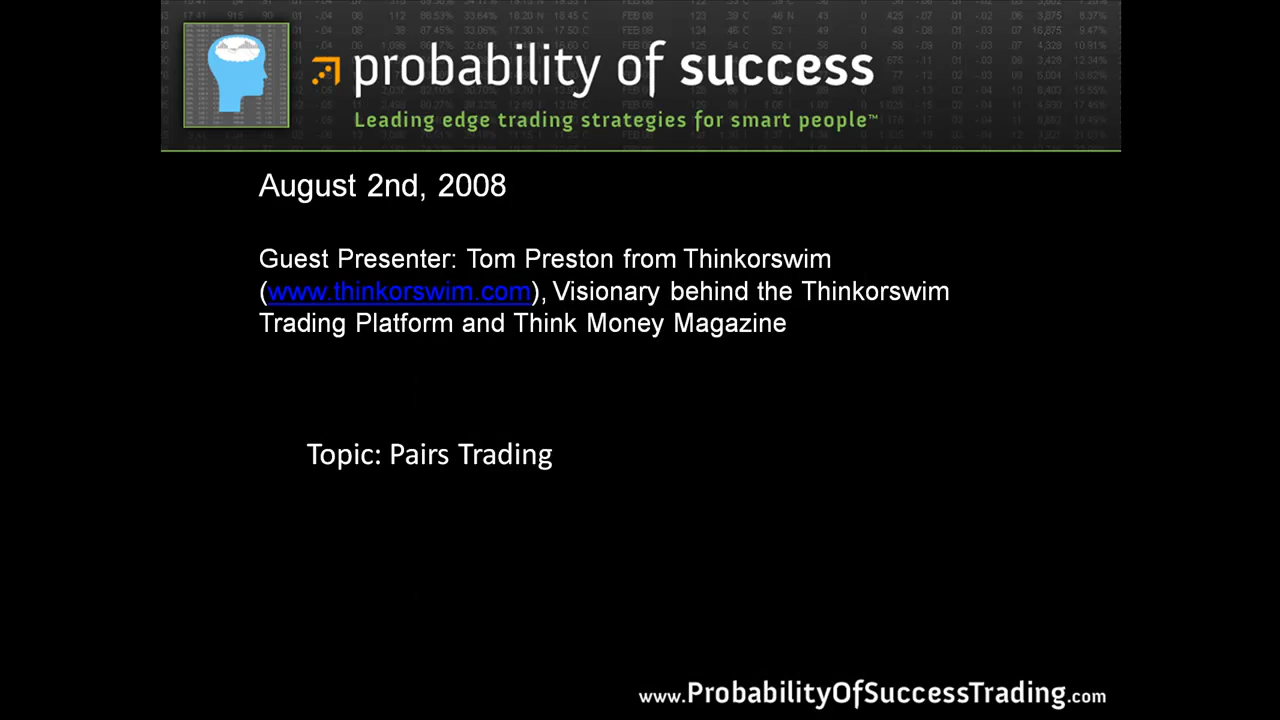 probability of success
Leading edge trading strategies for smart people™
August 2nd, 2008
Guest Presenter: Tom Preston from Thinkorswim
(www.thinkorswim.com), Visionary behind the Thinkorswim
Trading Platform and Think Money Magazine
Topic: Pairs Trading
www.ProbabilityOfSuccessTrading.com